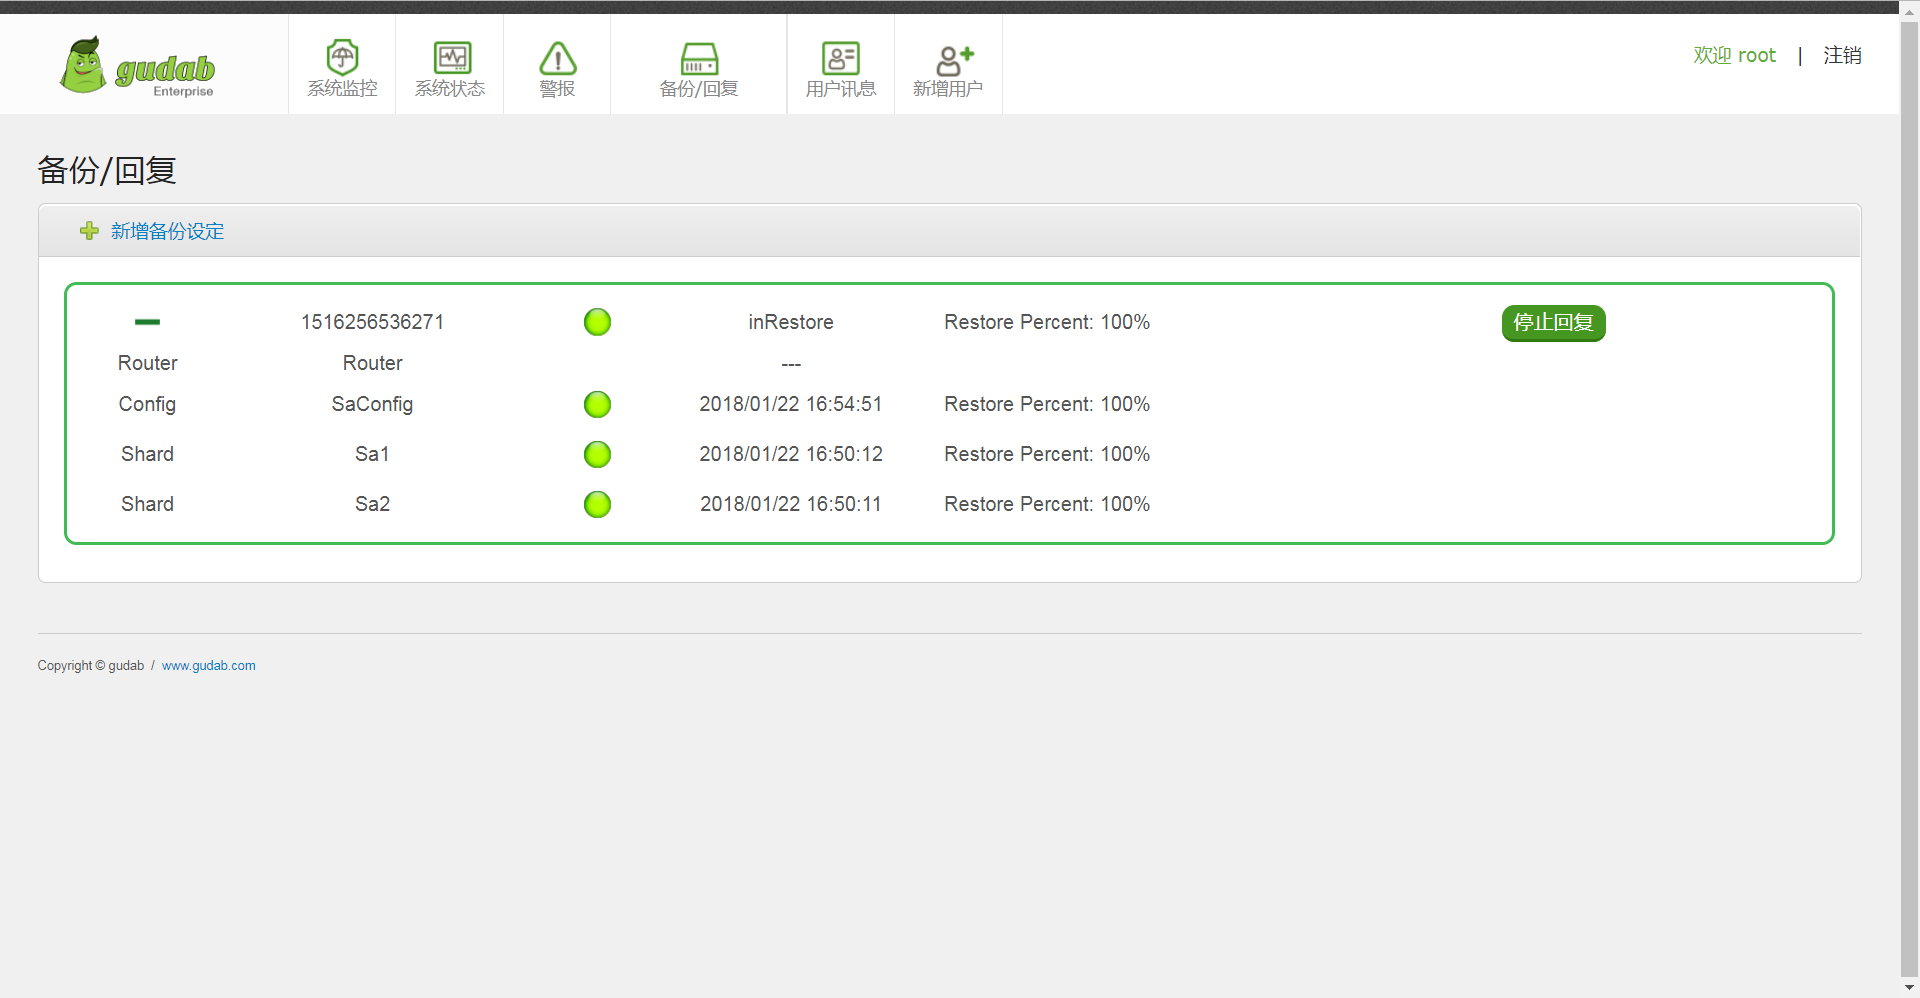 gudab
Enterprise
系统监控
系统状态
警报
备份/回复
用户讯息
新增用户
欢迎 root | 注销
备份/回复
新增备份设定
1516256536271 inRestore Restore Percent: 100% 停止回复
Router Router ---
Config SaConfig 2018/01/22 16:54:51 Restore Percent: 100%
Shard Sa1 2018/01/22 16:50:12 Restore Percent: 100%
Shard Sa2 2018/01/22 16:50:11 Restore Percent: 100%
Copyright © gudab / www.gudab.com